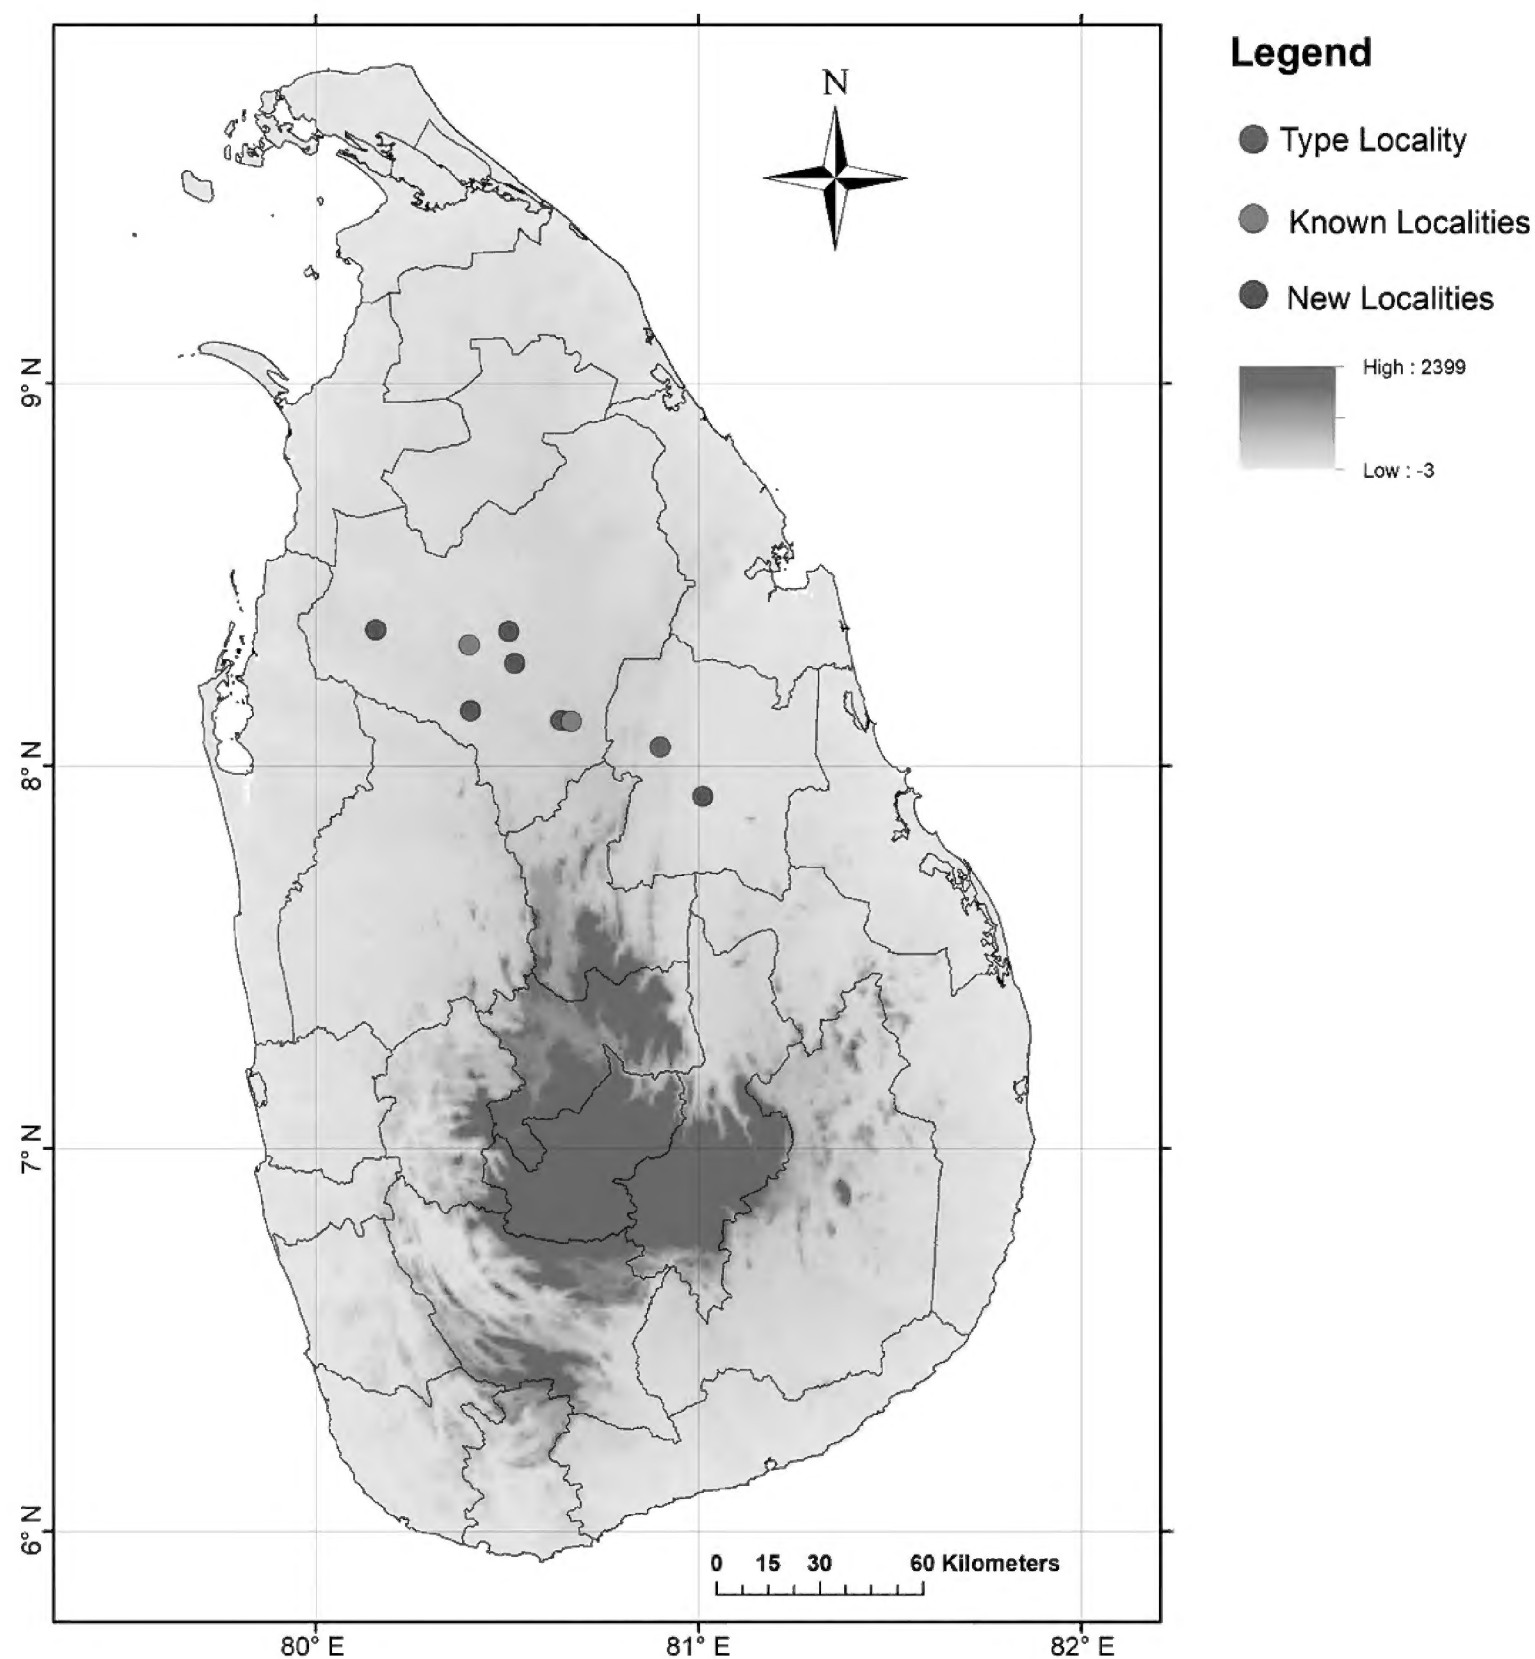 N
Legend
Type Locality
Known Localities
New Localities
High : 2399
Low : -3
9° N
8° N
7° N
6° N
0 15 30 60 Kilometers
80° E 81° E 82° E